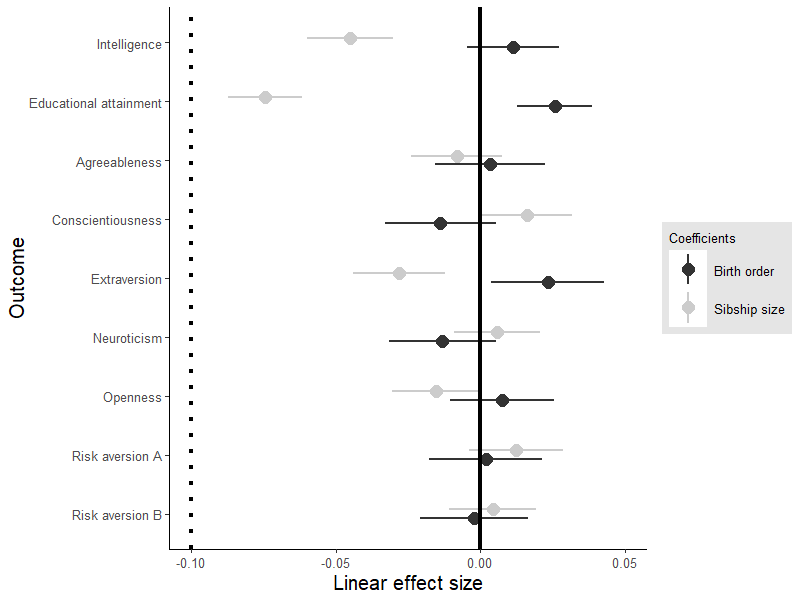 Outcome
Intelligence
Educational attainment
Agreeableness
Conscientiousness
Extraversion
Neuroticism
Openness
Risk aversion A
Risk aversion B
-0.10
-0.05
0.00
0.05
Linear effect size
Coefficients
Birth order
Sibship size